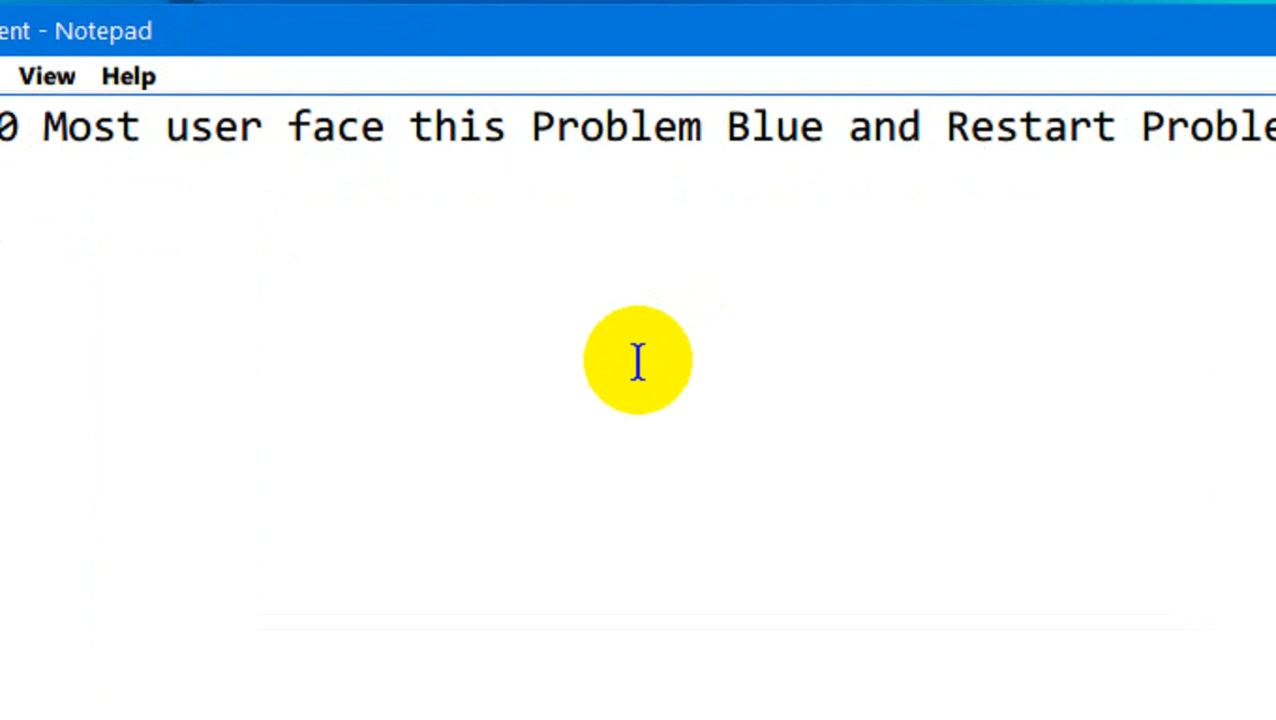 ent - Notepad
View Help
0 Most user face this Problem Blue and Restart Proble